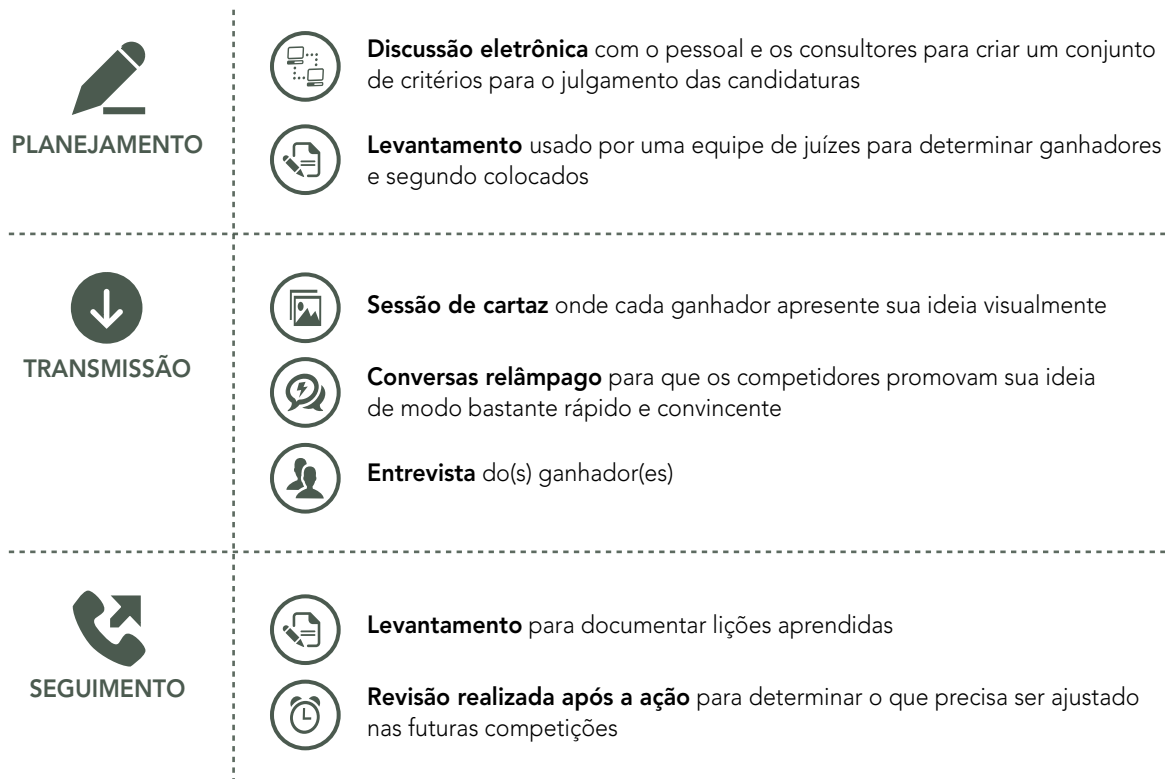 PLANEJAMENTO
Discussão eletrônica com o pessoal e os consultores para criar um conjunto
de critérios para o julgamento das candidaturas
Levantamento usado por uma equipe de juízes para determinar ganhadores
e segundo colocados
TRANSMISSÃO
Sessão de cartaz onde cada ganhador apresente sua ideia visualmente
Conversas relâmpago para que os competidores promovam sua ideia
de modo bastante rápido e convincente
Entrevista do(s) ganhador(es)
SEGUIMENTO
Levantamento para documentar lições aprendidas
Revisão realizada após a ação para determinar o que precisa ser ajustado
nas futuras competições